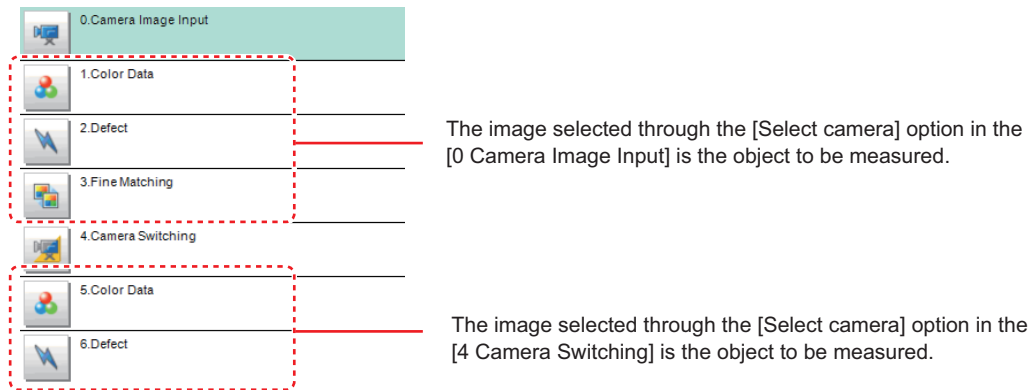 0.Camera Image Input
1.Color Data
2.Defect
The image selected through the [Select camera] option in the
[0 Camera Image Input] is the object to be measured.
3.Fine Matching
4.Camera Switching
5.Color Data
6.Defect
The image selected through the [Select camera] option in the
[4 Camera Switching] is the object to be measured.